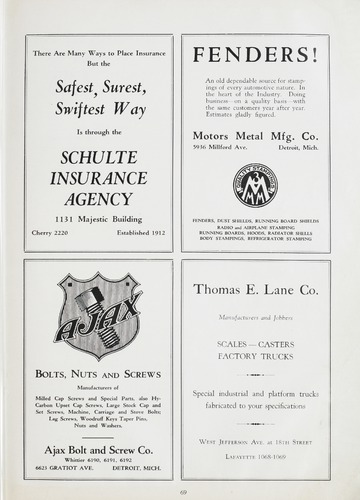 There Are Many Ways to Place Insurance
But the
Safest, Surest,
Swiftest Way
Is through the
SCHULTE
INSURANCE
AGENCY
1131 Majestic Building
Cherry 2220 Established 1912
FENDERS!
An old dependable source for stamp-
ings of every automotive nature. In
the heart of the Industry. Doing
business—on a quality basis—with
the same customers year after year.
Estimates gladly figured.
Motors Metal Mfg. Co.
5936 Millford Ave. Detroit, Mich.
QUALITY STAMPINGS
FENDERS, DUST SHIELDS, RUNNING BOARD SHIELDS
RADIO and AIRPLANE STAMPING
RUNNING BOARDS, HOODS, RADIATOR SHELLS
BODY STAMPINGS, REFRIGERATOR STAMPING
AJAX
BOLTS, NUTS AND SCREWS
Manufacturers of
Milled Cap Screws and Special Parts, also Hy-
Carbon Upset Cap Screws, Large Stock Cap and
Set Screws, Machine, Carriage and Stove Bolts;
Lag Screws, Woodruff Keys Taper Pins,
Nuts and Washers.
Ajax Bolt and Screw Co.
Whittier 6190, 6191, 6192
6623 GRATIOT AVE. DETROIT, MICH.
Thomas E. Lane Co.
Manufacturers and Jobbers
SCALES — CASTERS
FACTORY TRUCKS
Special industrial and platform trucks
fabricated to your specifications
WEST JEFFERSON AVE. AT 18TH STREET
LAFAYETTE 1068-1069
69